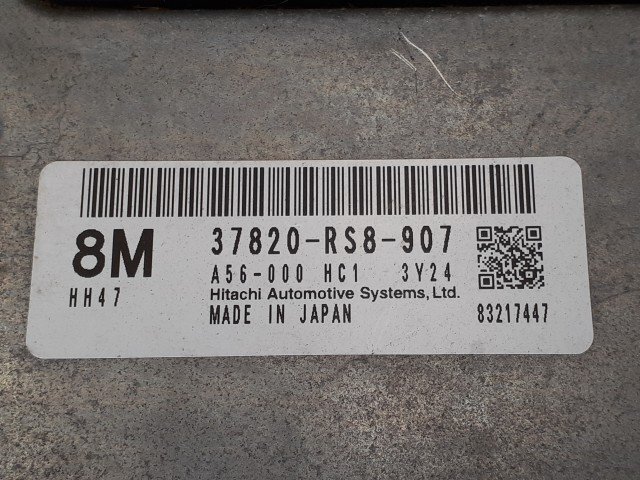 8M 37820-RS8-907
A56-000 HC1 3Y24
HH47 Hitachi Automotive Systems, Ltd.
MADE IN JAPAN 83217447